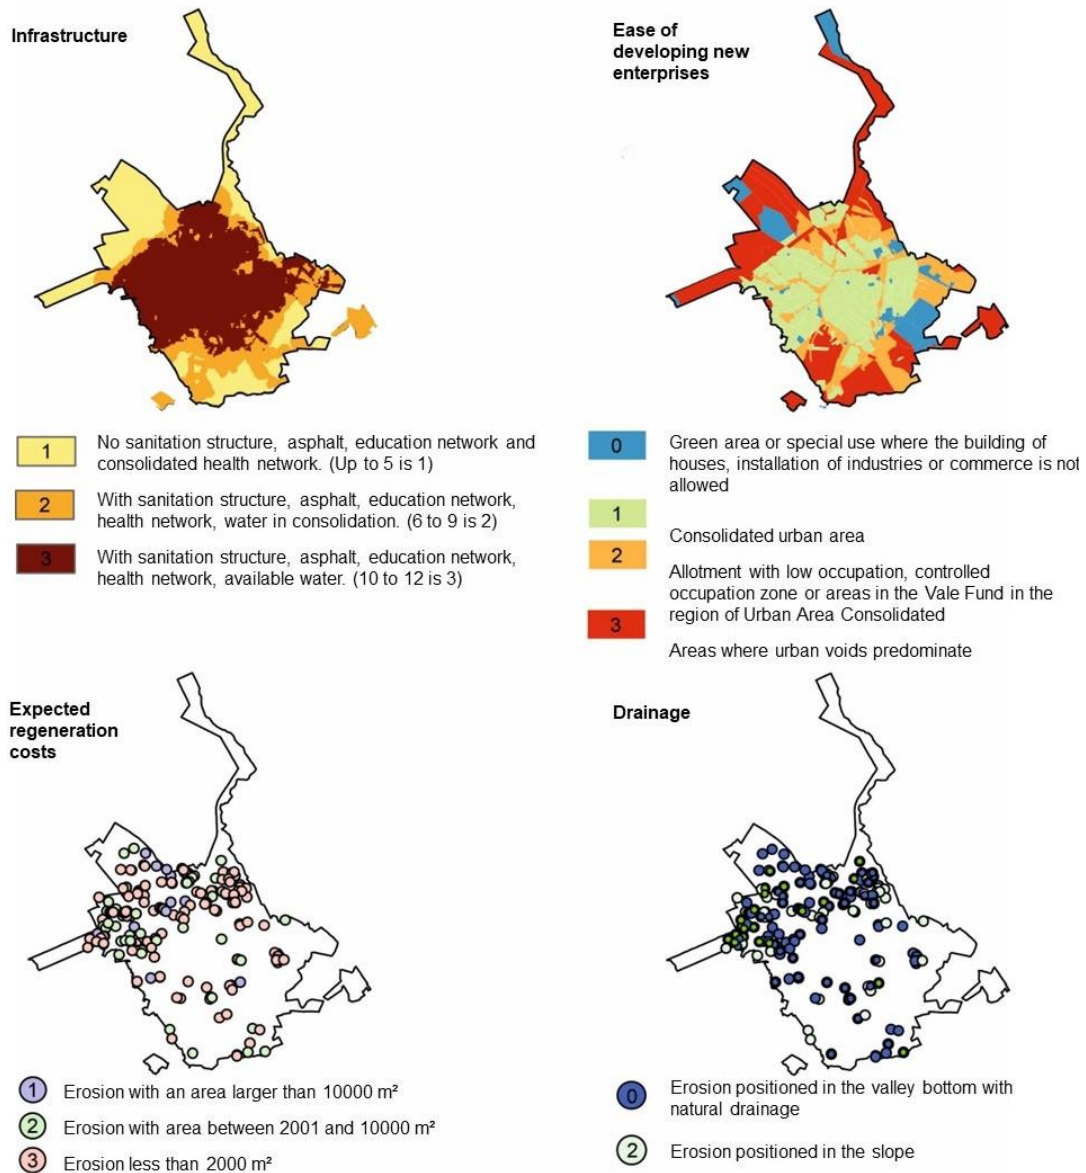 Infrastructure
1
No sanitation structure, asphalt, education network and
consolidated health network. (Up to 5 is 1)
2
With sanitation structure, asphalt, education network,
health network, water in consolidation. (6 to 9 is 2)
3
With sanitation structure, asphalt, education network,
health network, available water. (10 to 12 is 3)
Ease of
developing new
enterprises
0
Green area or special use where the building of
houses, installation of industries or commerce is not
allowed
1
Consolidated urban area
2
Allotment with low occupation, controlled
occupation zone or areas in the Vale Fund in the
region of Urban Area Consolidated
3
Areas where urban voids predominate
Expected
regeneration
costs
1
Erosion with an area larger than 10000 m²
2
Erosion with area between 2001 and 10000 m²
3
Erosion less than 2000 m²
Drainage
0
Erosion positioned in the valley bottom with
natural drainage
2
Erosion positioned in the slope